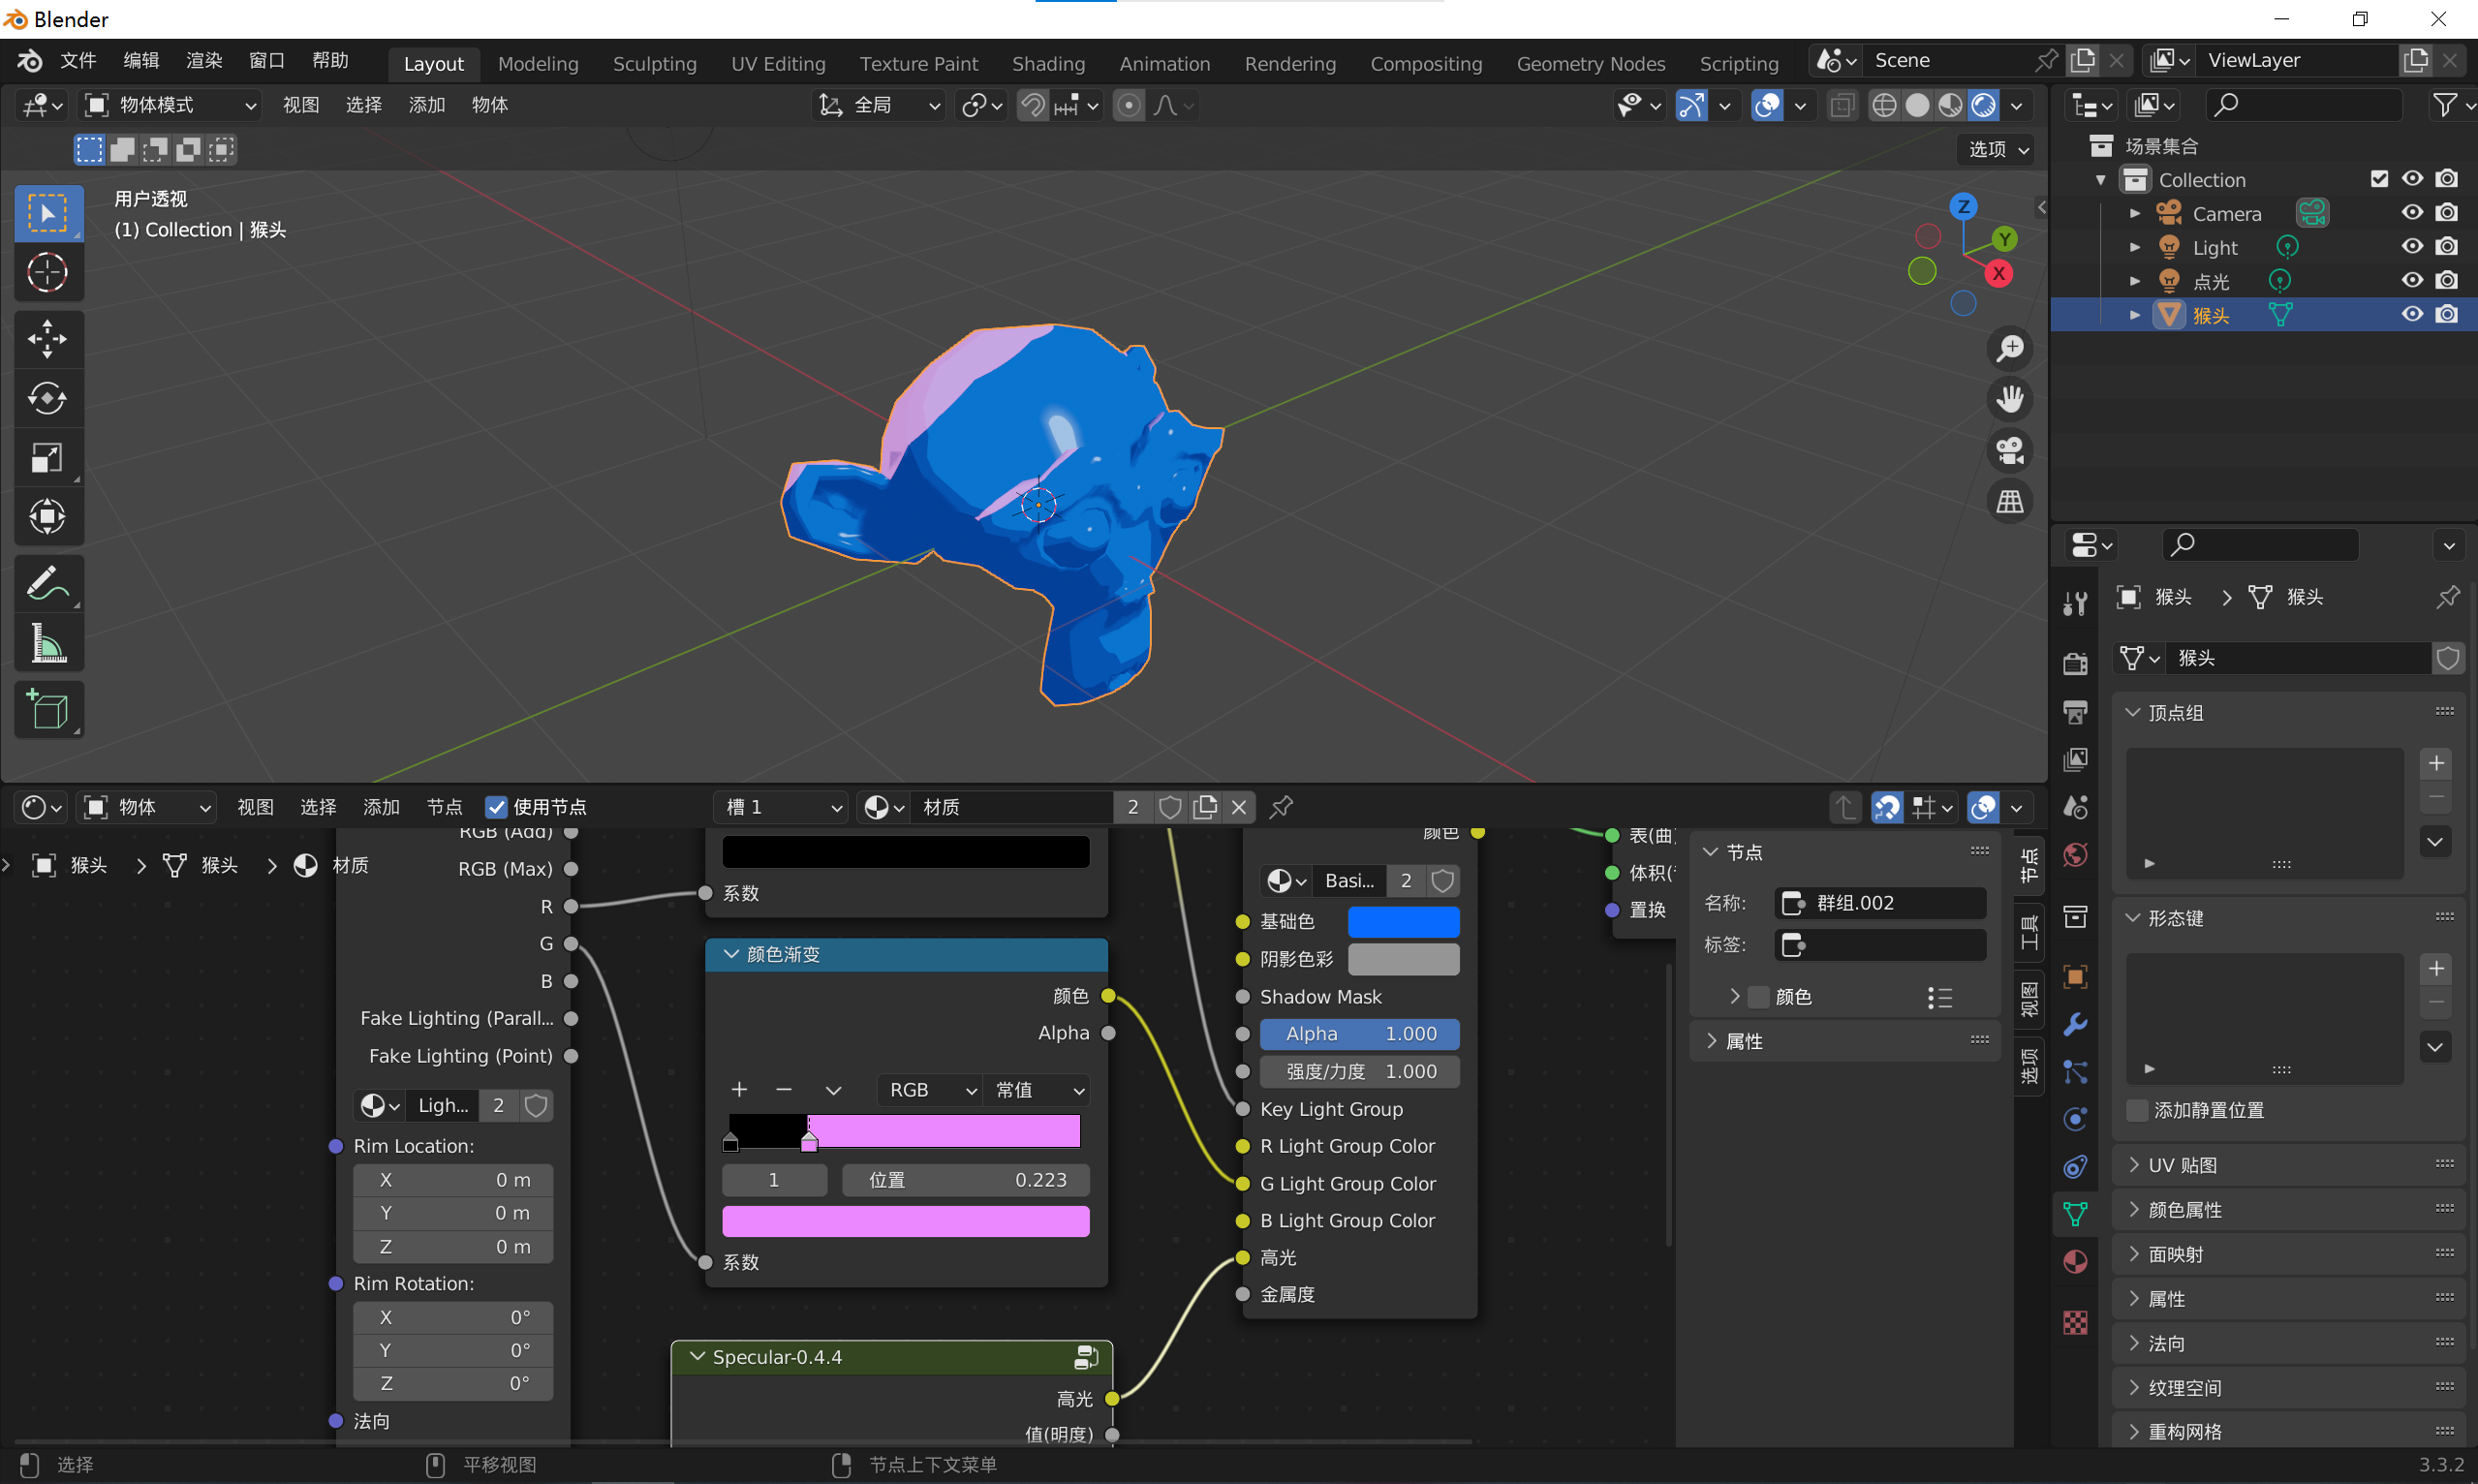 Blender
文件 编辑 渲染 窗口 帮助 Layout Modeling Sculpting UV Editing Texture Paint Shading Animation Rendering Compositing Geometry Nodes Scripting Scene ViewLayer
物体模式 视图 选择 添加 物体 全局
选项
用户透视
(1) Collection | 猴头
Z
Y
X
场景集合
Collection
Camera
Light
点光
猴头
猴头 猴头
猴头
顶点组
形态键
添加静置位置
UV 贴图
颜色属性
面映射
属性
法向
纹理空间
重构网格
物体 视图 选择 添加 节点 使用节点 槽 1 材质 2
猴头 猴头 材质
RGB (Add)
RGB (Max)
R
G
B
Fake Lighting (Parall...
Fake Lighting (Point)
Ligh... 2
Rim Location:
X 0 m
Y 0 m
Z 0 m
Rim Rotation:
X 0°
Y 0°
Z 0°
法向
系数
颜色渐变
颜色
Alpha
RGB 常值
1 位置 0.223
系数
Specular-0.4.4
高光
值(明度)
颜色
Basi... 2
基础色
阴影色彩
Shadow Mask
Alpha 1.000
强度/力度 1.000
Key Light Group
R Light Group Color
G Light Group Color
B Light Group Color
高光
金属度
表(曲
体积(
置换
节点
名称: 群组.002
标签:
颜色
属性
节点
工具
视图
选项
选择 平移视图 节点上下文菜单 3.3.2